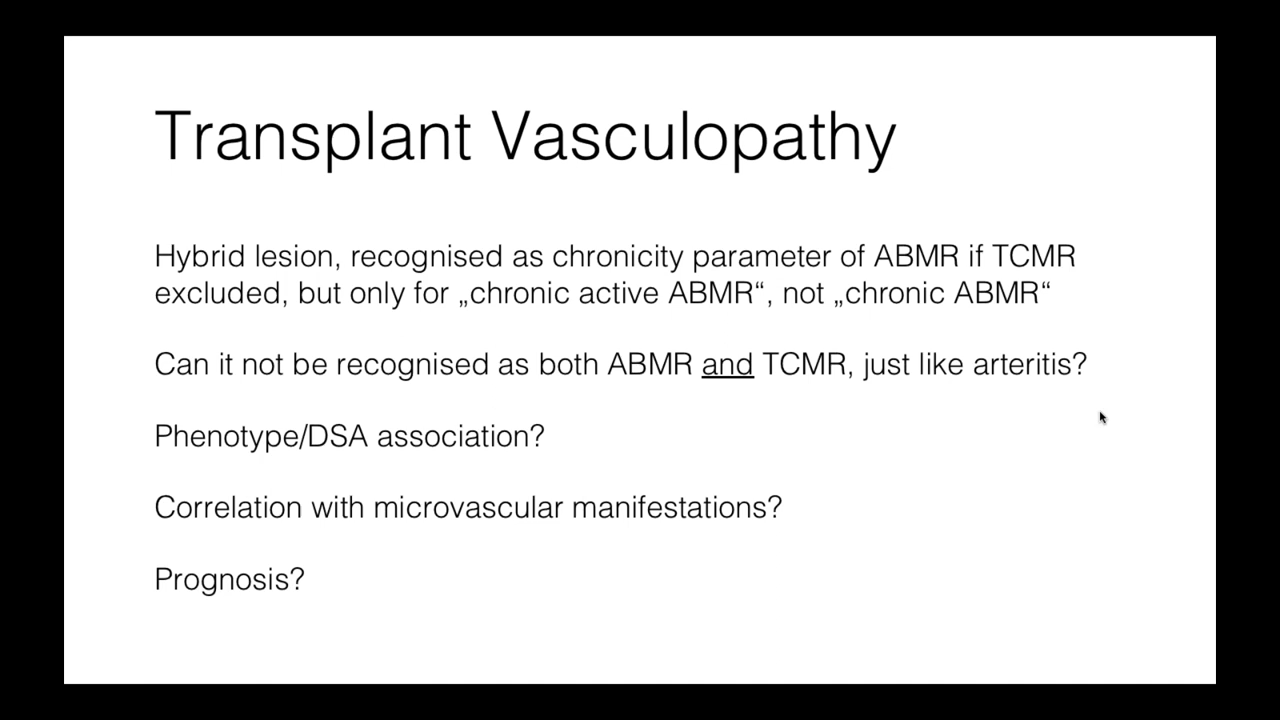 Transplant Vasculopathy
Hybrid lesion, recognised as chronicity parameter of ABMR if TCMR
excluded, but only for „chronic active ABMR“, not „chronic ABMR“
Can it not be recognised as both ABMR and TCMR, just like arteritis?
Phenotype/DSA association?
Correlation with microvascular manifestations?
Prognosis?